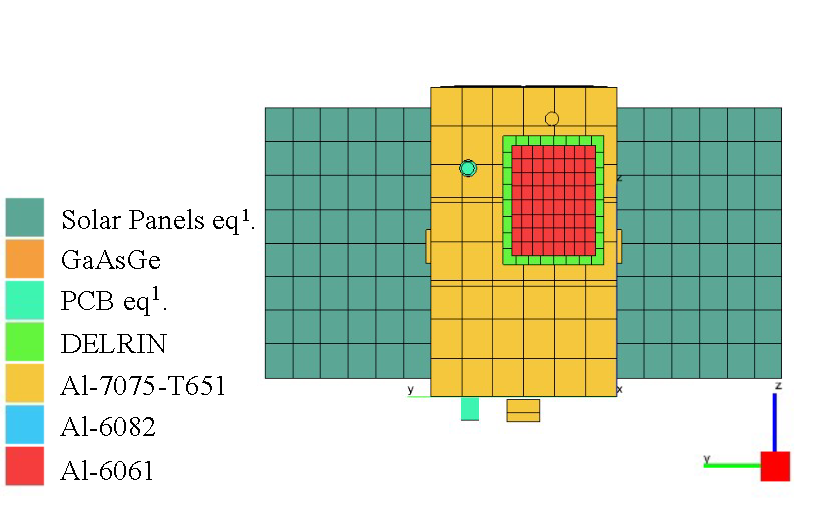 Solar Panels eq¹.
GaAsGe
PCB eq¹.
DELRIN
Al-7075-T651
Al-6082
Al-6061
z
y
x
z
y